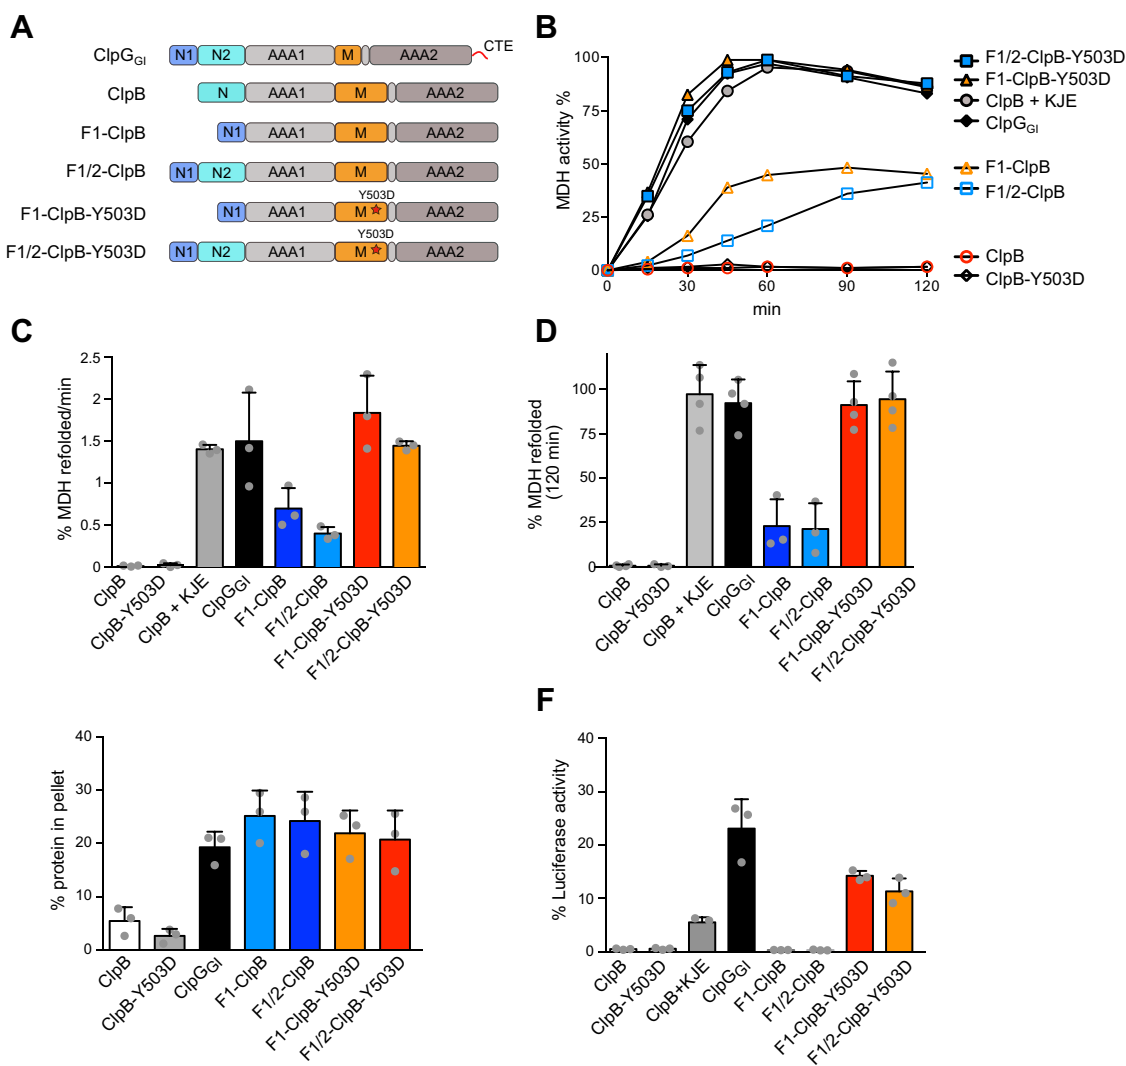 A
ClpG_GI N1 N2 AAA1 M AAA2 CTE
ClpB N AAA1 M AAA2
F1-ClpB N1 AAA1 M AAA2
F1/2-ClpB N1 N2 AAA1 M AAA2
Y503D
F1-ClpB-Y503D N1 AAA1 M AAA2
Y503D
F1/2-ClpB-Y503D N1 N2 AAA1 M AAA2
B
MDH activity %
100
75
50
25
0
0 30 60 90 120
min
F1/2-ClpB-Y503D
F1-ClpB-Y503D
ClpB + KJE
ClpG_GI
F1-ClpB
F1/2-ClpB
ClpB
ClpB-Y503D
C
% MDH refolded/min
2.5
2
1.5
1
0.5
0
ClpB
ClpB-Y503D
ClpB + KJE
ClpG_GI
F1-ClpB
F1/2-ClpB
F1-ClpB-Y503D
F1/2-ClpB-Y503D
D
% MDH refolded
(120 min)
100
75
50
25
0
ClpB
ClpB-Y503D
ClpB + KJE
ClpG_GI
F1-ClpB
F1/2-ClpB
F1-ClpB-Y503D
F1/2-ClpB-Y503D
% protein in pellet
40
30
20
10
0
ClpB
ClpB-Y503D
ClpG_GI
F1-ClpB
F1/2-ClpB
F1-ClpB-Y503D
F1/2-ClpB-Y503D
F
% Luciferase activity
40
30
20
10
0
ClpB
ClpB-Y503D
ClpB+KJE
ClpG_GI
F1-ClpB
F1/2-ClpB
F1-ClpB-Y503D
F1/2-ClpB-Y503D